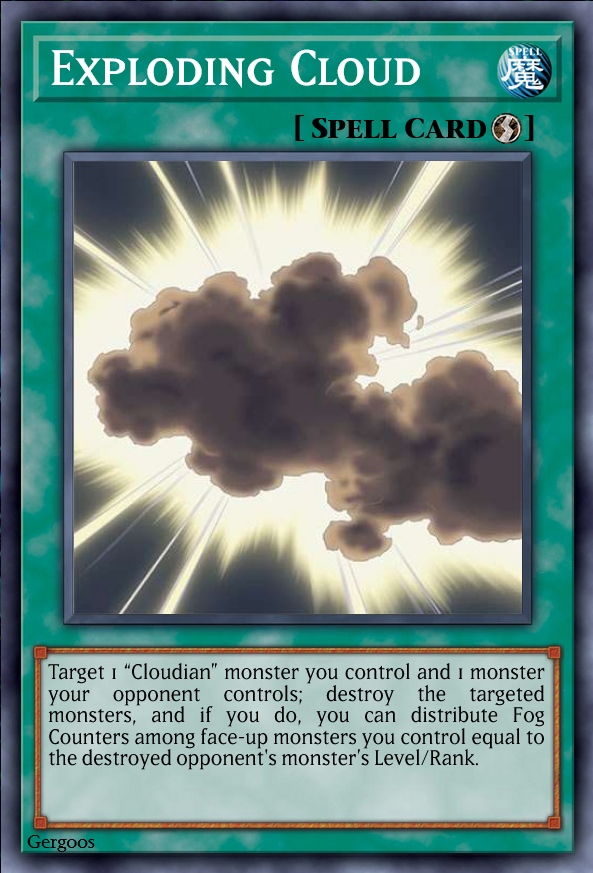 Exploding Cloud
SPELL
魔
[ Spell Card ]
Target 1 “Cloudian” monster you control and 1 monster
your opponent controls; destroy the targeted
monsters, and if you do, you can distribute Fog
Counters among face-up monsters you control equal to
the destroyed opponent's monster's Level/Rank.
Gergoos